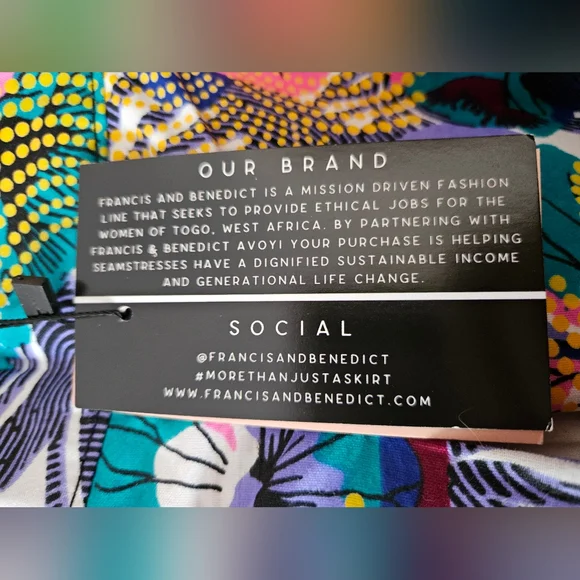 OUR BRAND
FRANCIS AND BENEDICT IS A MISSION DRIVEN FASHION
LINE THAT SEEKS TO PROVIDE ETHICAL JOBS FOR THE
WOMEN OF TOGO, WEST AFRICA. BY PARTNERING WITH
FRANCIS & BENEDICT AVOYI YOUR PURCHASE IS HELPING
SEAMSTRESSES HAVE A DIGNIFIED SUSTAINABLE INCOME
AND GENERATIONAL LIFE CHANGE.
SOCIAL
@FRANCISANDBENEDICT
#MORETHANJUSTASKIRT
WWW.FRANCISANDBENEDICT.COM